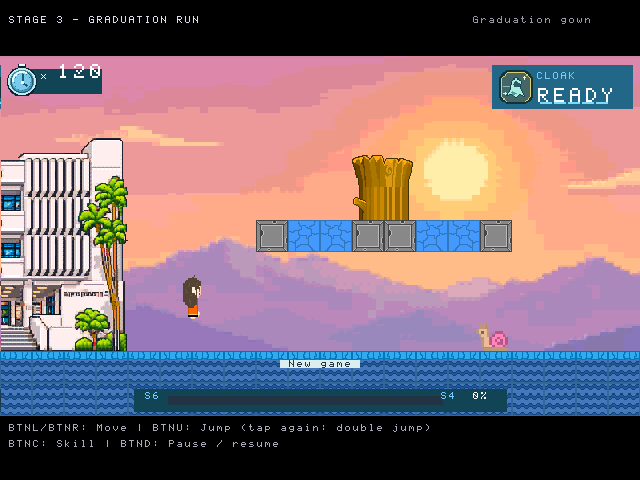 STAGE 3 - GRADUATION RUN
Graduation gown
× 120
CLOAK
READY
New game
S6 S4 0%
BTNL/BTNR: Move | BTNU: Jump (tap again: double jump)
BTNC: Skill | BTND: Pause / resume